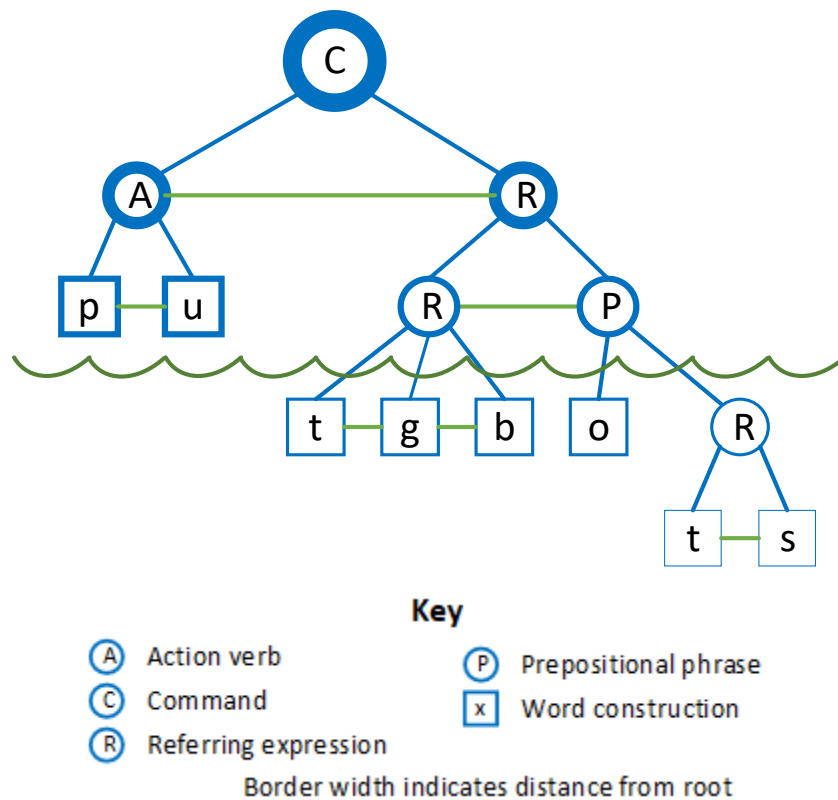 C
A R
p u R P
t g b o R
t s
Key
A Action verb P Prepositional phrase
C Command x Word construction
R Referring expression
Border width indicates distance from root